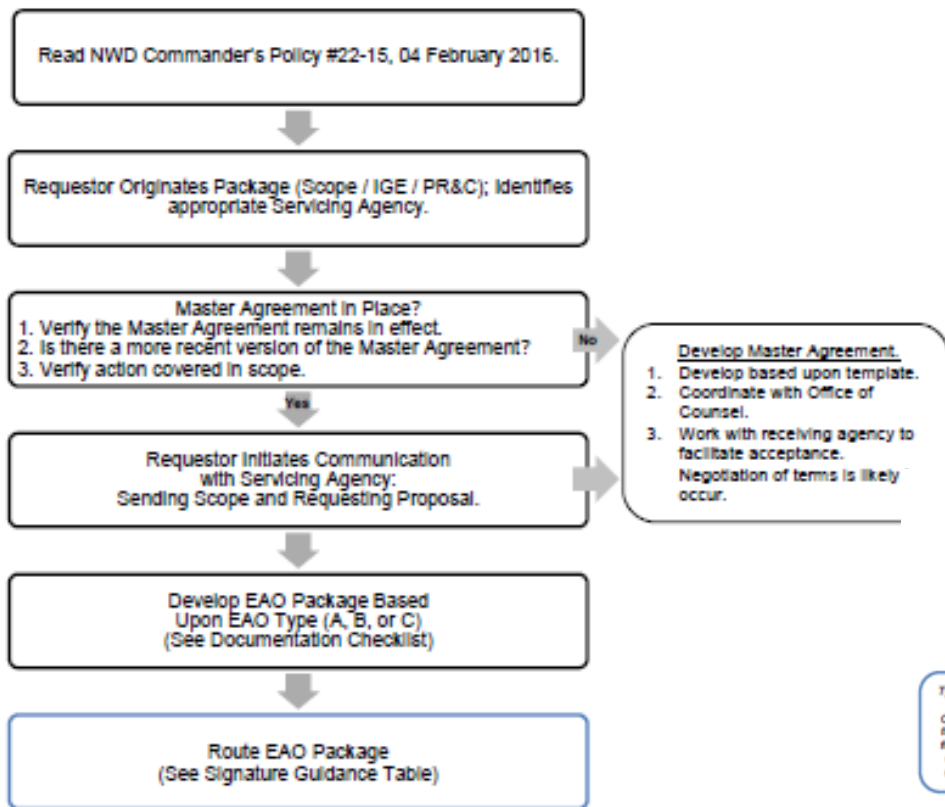 Read NWD Commander's Policy #22-15, 04 February 2016.
Requestor Originates Package (Scope / IGE / PR&C); Identifies
appropriate Servicing Agency.
Master Agreement In Place?
1. Verify the Master Agreement remains in effect.
2. Is there a more recent version of the Master Agreement?
3. Verify action covered in scope.
No
Develop Master Agreement.
1. Develop based upon template.
2. Coordinate with Office of
Counsel.
3. Work with receiving agency to
facilitate acceptance.
Negotiation of terms is likely
occur.
Yes
Requestor Initiates Communication
with Servicing Agency:
Sending Scope and Requesting Proposal.
Develop EAO Package Based
Upon EAO Type (A, B, or C)
(See Documentation Checklist)
Route EAO Package
(See Signature Guidance Table)